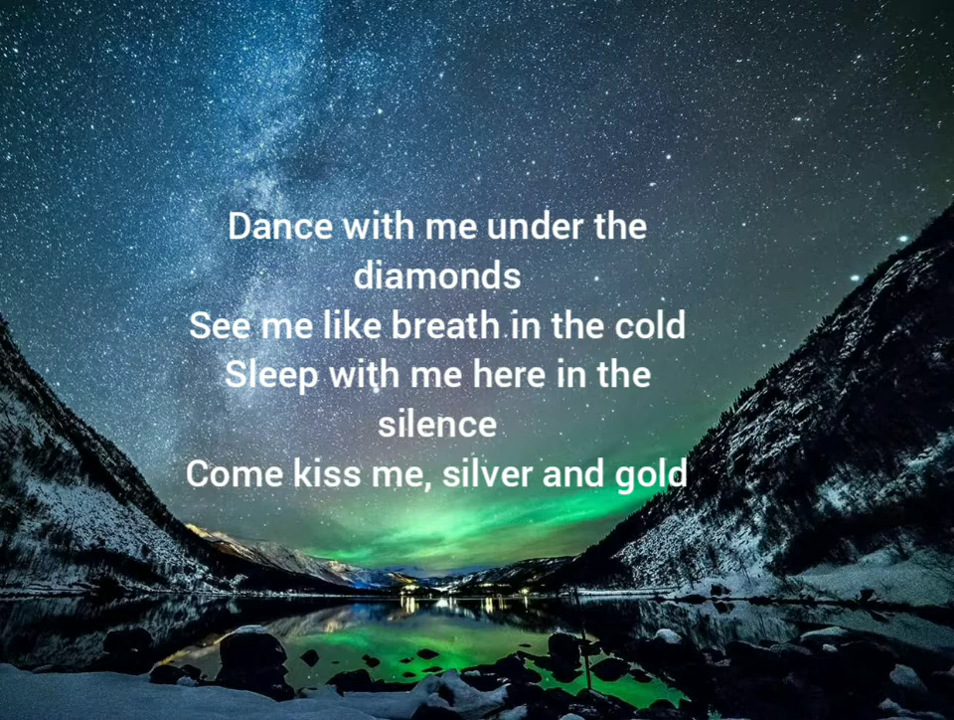 Dance with me under the
diamonds
See me like breath in the cold
Sleep with me here in the
silence
Come kiss me, silver and gold